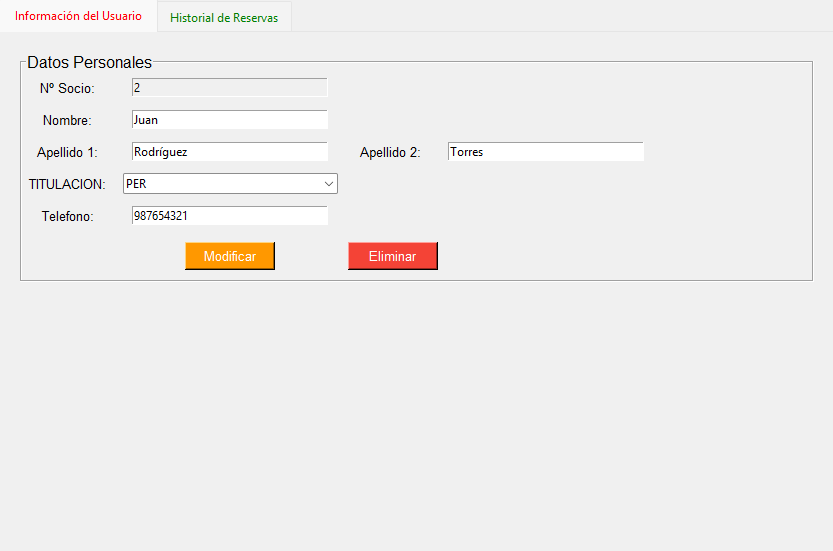 Información del Usuario Historial de Reservas
Datos Personales
Nº Socio: 2
Nombre: Juan
Apellido 1: Rodríguez Apellido 2: Torres
TITULACION: PER
Telefono: 987654321
Modificar Eliminar